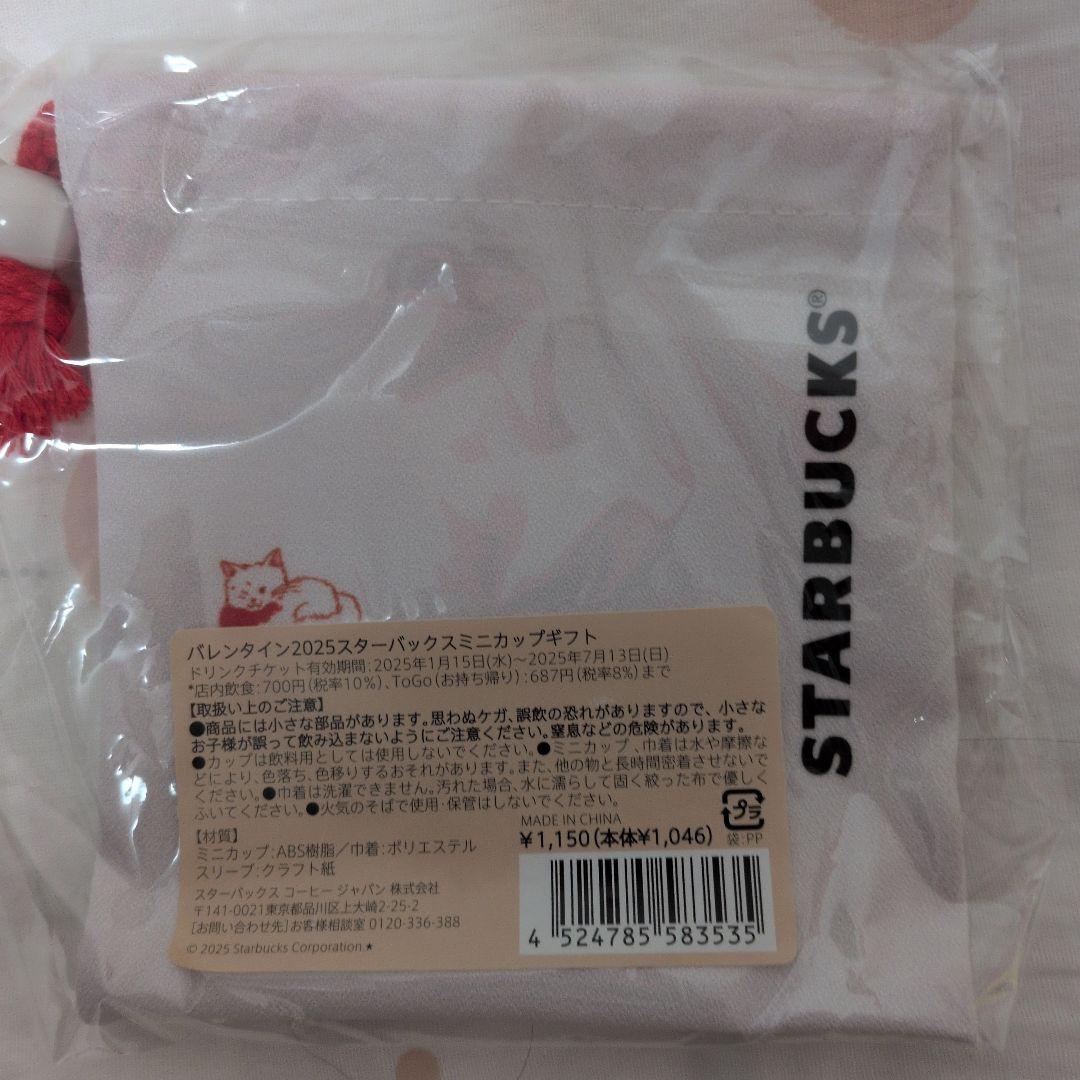 STARBUCKS®
バレンタイン2025スターバックスミニカップギフト
ドリンクチケット有効期間:2025年1月15日(水)~2025年7月13日(日)
*店内飲食:700円(税率10%)、ToGo(お持ち帰り):687円(税率8%)まで
【取扱い上のご注意】
●商品には小さな部品があります。思わぬケガ、誤飲の恐れがありますので、小さな
お子様が誤って飲み込まないようにご注意ください。窒息などの危険があります。
●カップは飲料用としては使用しないでください。●ミニカップ、巾着は水や摩擦な
どにより、色落ち、色移りするおそれがあります。また、他の物と長時間密着させないで
ください。●巾着は洗濯できません。汚れた場合、水に濡らして固く絞った布で優しく
ふいてください。●火気のそばで使用・保管はしないでください。
MADE IN CHINA
¥1,150(本体¥1,046)
プラ
袋:PP
【材質】
ミニカップ:ABS樹脂/巾着:ポリエステル
スリーブ:クラフト紙
スターバックス コーヒー ジャパン 株式会社
〒141-0021東京都品川区上大崎2-25-2
[お問い合わせ先]お客様相談室 0120-336-388
© 2025 Starbucks Corporation ★
4 524785 583535